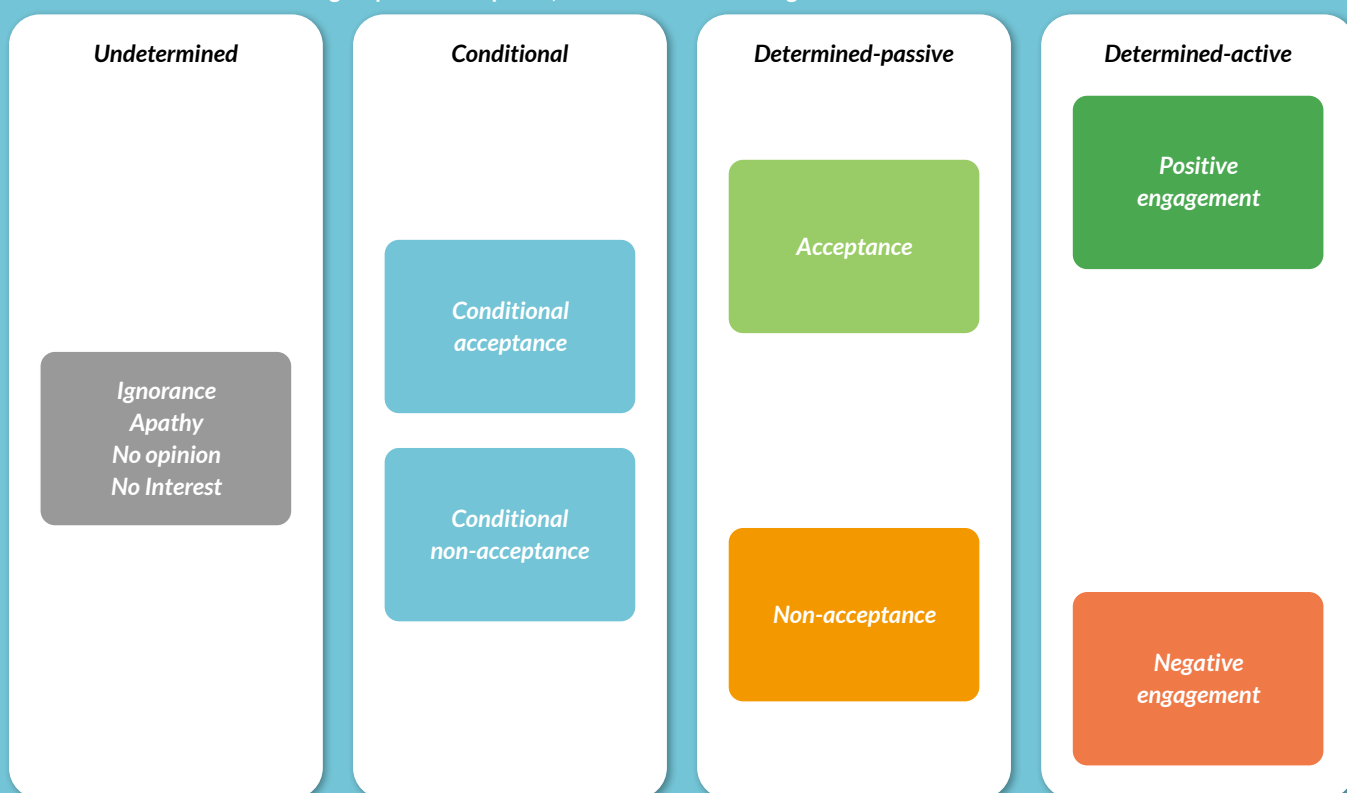 Undetermined
Ignorance
Apathy
No opinion
No Interest
Conditional
Conditional
acceptance
Conditional
non-acceptance
Determined-passive
Acceptance
Non-acceptance
Determined-active
Positive
engagement
Negative
engagement